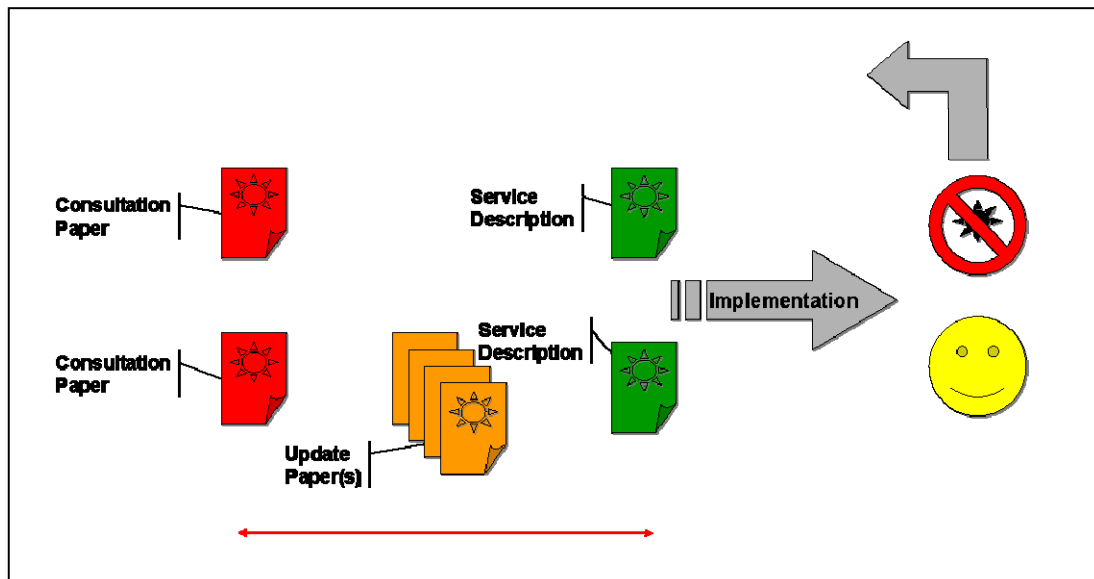 Consultation
Paper
Service
Description
Implementation
Consultation
Paper
Service
Description
Update
Paper(s)